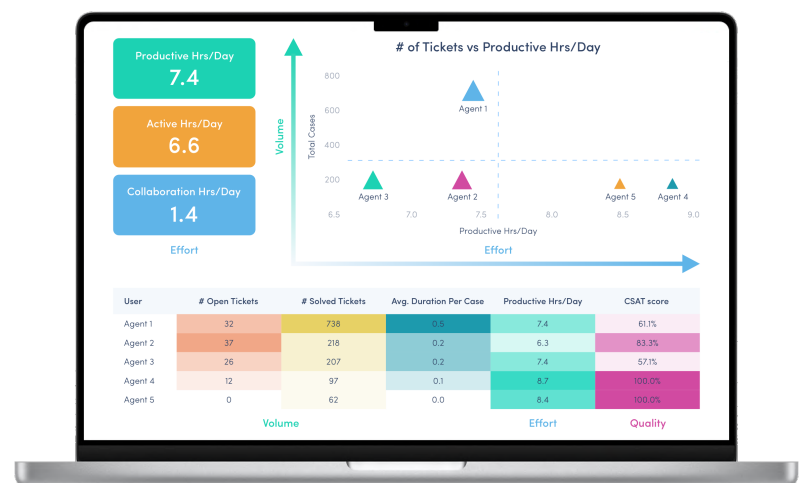 Productive Hrs/Day
7.4
Active Hrs/Day
6.6
Collaboration Hrs/Day
1.4
Effort
# of Tickets vs Productive Hrs/Day
Volume
Total Cases
800
600
400
200
Agent 1
Agent 3
Agent 2
Agent 5
Agent 4
6.5 7.0 7.5 8.0 8.5 9.0
Productive Hrs/Day
Effort
User # Open Tickets # Solved Tickets Avg. Duration Per Case Productive Hrs/Day CSAT score
Agent 1 32 738 0.5 7.4 61.1%
Agent 2 37 218 0.2 6.3 83.3%
Agent 3 26 207 0.2 7.4 57.1%
Agent 4 12 97 0.1 8.7 100.0%
Agent 5 0 62 0.0 8.4 100.0%
Volume Effort Quality